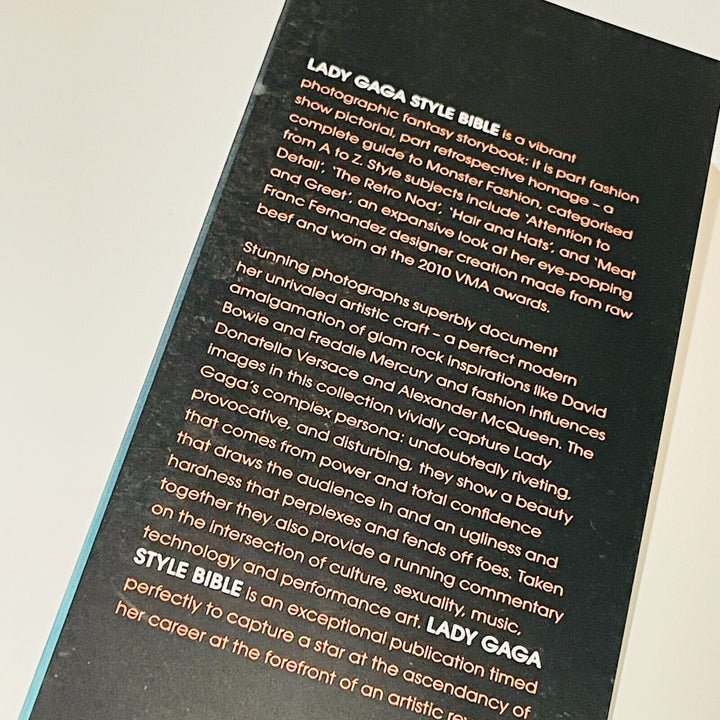 LADY GAGA STYLE BIBLE is a vibrant
photographic fantasy storybook: it is part fashion
show pictorial, part retrospective homage – a
complete guide to Monster Fashion, categorised
from A to Z. Style subjects include ‘Attention to
Detail’, ‘The Retro Nod’, ‘Hair and Hats’, and ‘Meat
and Greet’, an expansive look at her eye-popping
Franc Fernandez designer creation made from raw
beef and worn at the 2010 VMA awards.
Stunning photographs superbly document
her unrivaled artistic craft – a perfect modern
amalgamation of glam rock inspirations like David
Bowie and Freddie Mercury and fashion influences
Donatella Versace and Alexander McQueen. The
images in this collection vividly capture Lady
Gaga’s complex persona: undoubtedly riveting,
provocative, and disturbing, they show a beauty
that comes from power and total confidence
that draws the audience in and an ugliness and
hardness that perplexes and fends off foes. Taken
together they also provide a running commentary
on the intersection of culture, sexuality, music,
technology and performance art. LADY GAGA
STYLE BIBLE is an exceptional publication timed
perfectly to capture a star at the ascendancy of
her career at the forefront of an artistic